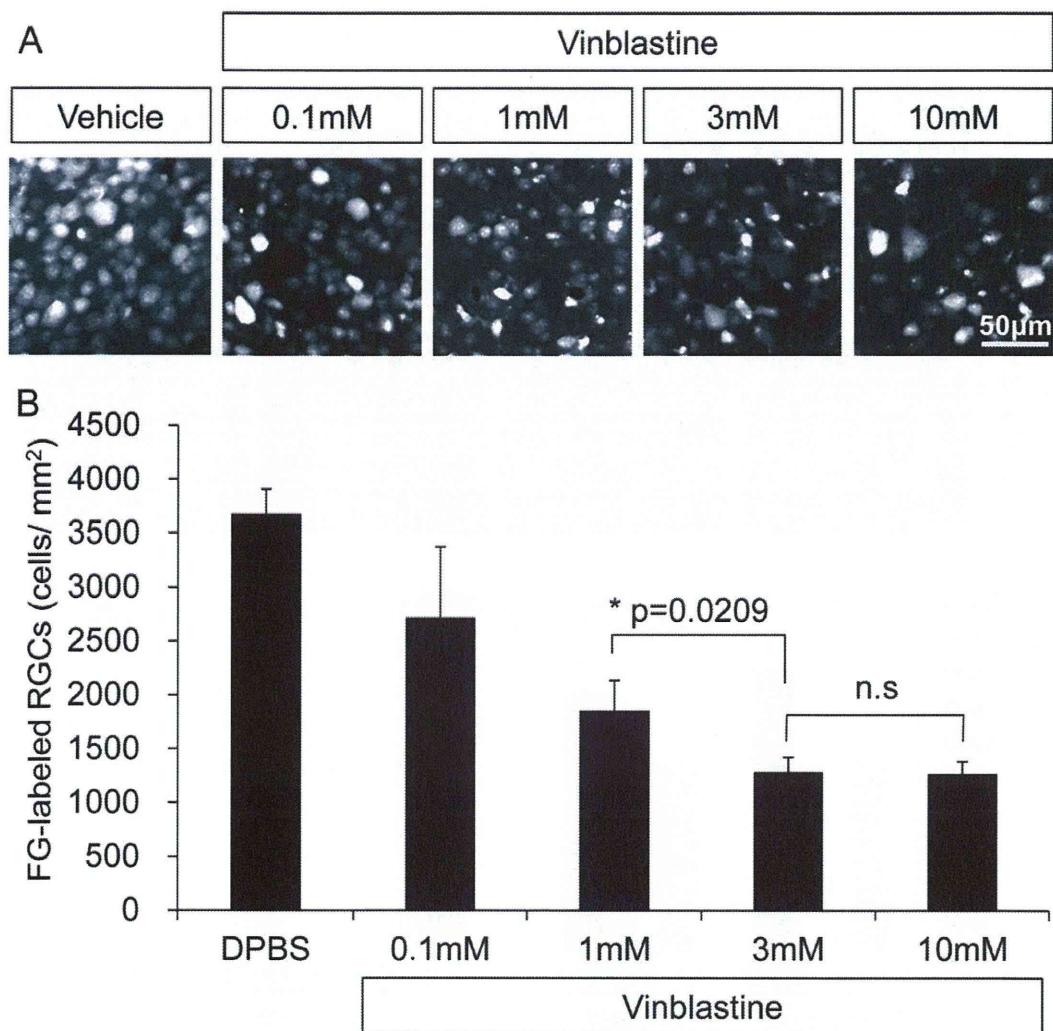 A
Vinblastine
Vehicle 0.1mM 1mM 3mM 10mM
50μm
B
FG-labeled RGCs (cells/ mm²)
4500
4000
3500
3000
2500
2000
1500
1000
500
0
* p=0.0209
n.s
DPBS 0.1mM 1mM 3mM 10mM
Vinblastine